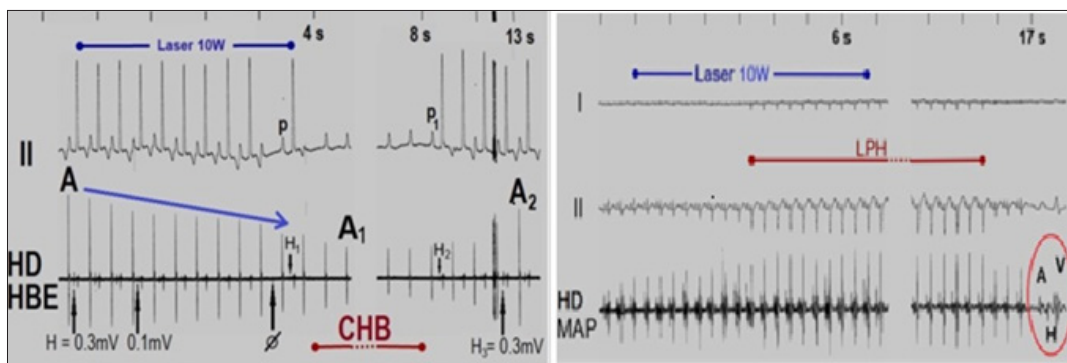 4 s 8 s 13 s
Laser 10W
P P₁
II
A A₂
A₁
H₁ H₂
HD
HBE
H = 0.3mV 0.1mV ∅ H₃= 0.3mV
CHB
6 s 17 s
Laser 10W
I
LPH
II
A V
HD
MAP
H